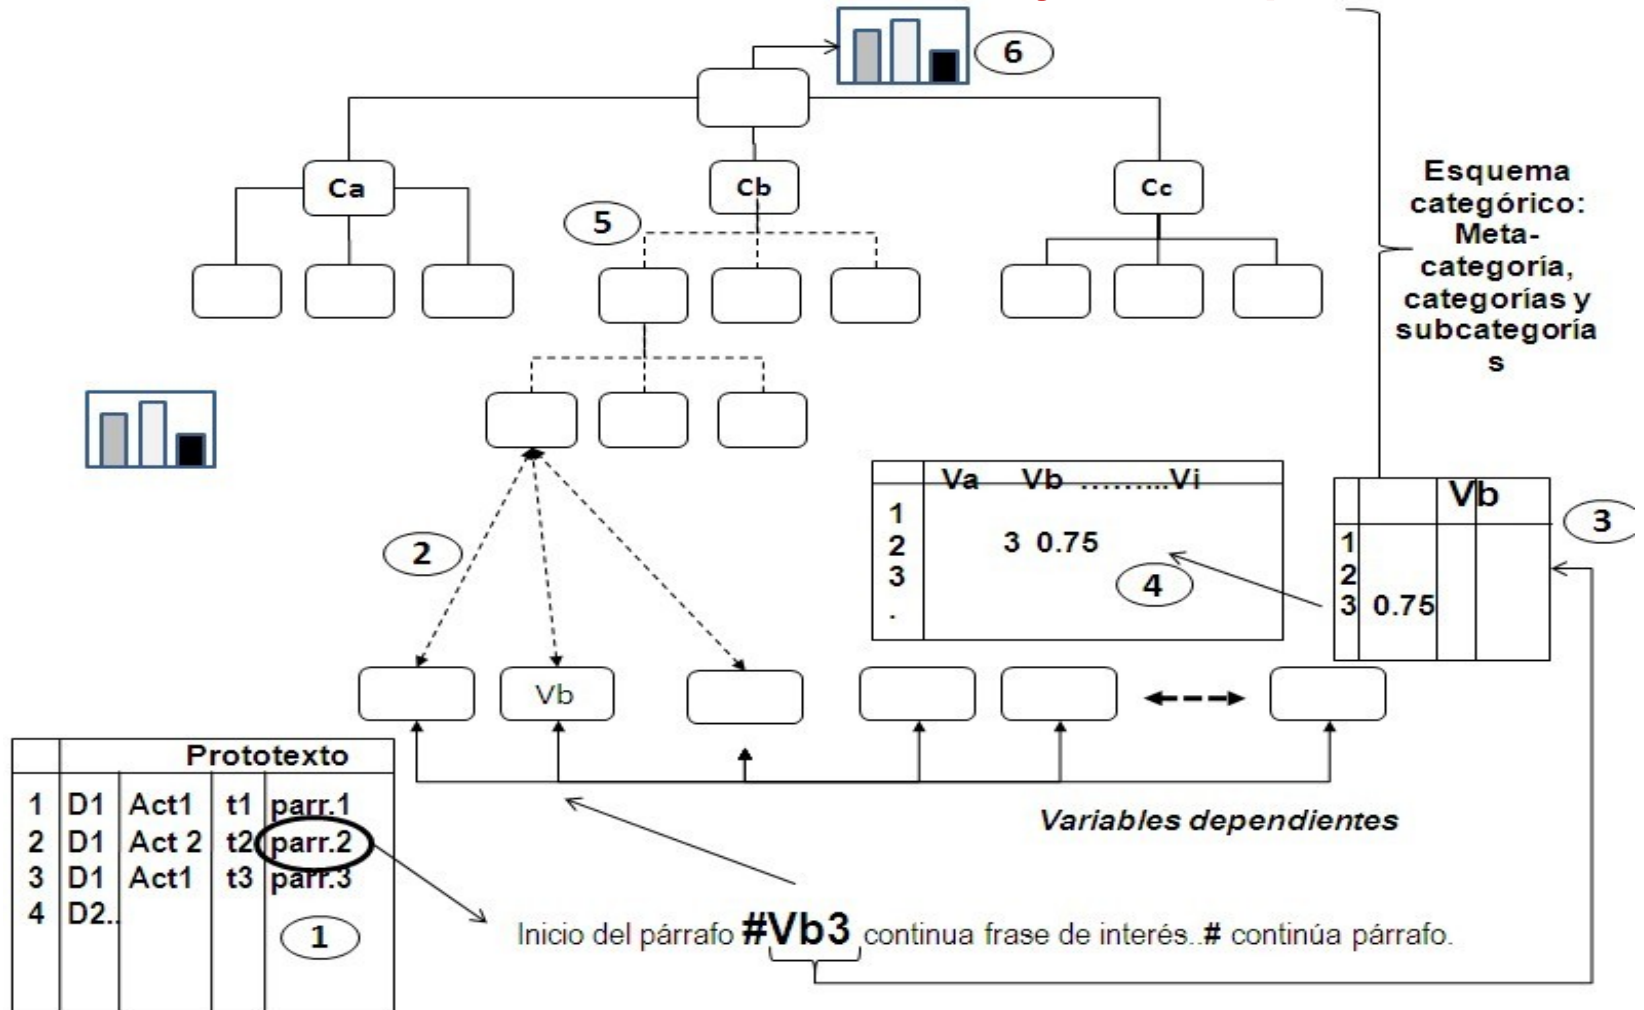 6
Ca
Cb
Cc
5
Esquema
categórico:
Meta-
categoría,
categorías y
subcategoría
s
Va Vb ……...Vi
1
2 3 0.75
3
.
4
Vb
1
2
3 0.75
3
2
Vb
Prototexto
1 D1 Act1 t1 parr.1
2 D1 Act 2 t2 parr.2
3 D1 Act1 t3 parr.3
4 D2..
1
Variables dependientes
Inicio del párrafo #Vb3 continua frase de interés..# continúa párrafo.